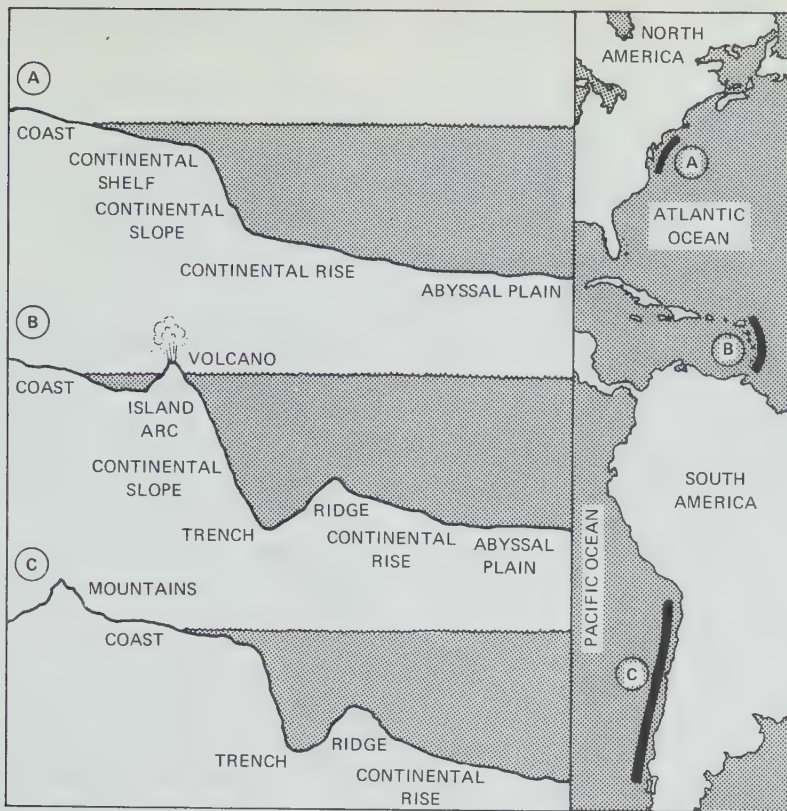 A
COAST
CONTINENTAL
SHELF
CONTINENTAL
SLOPE
CONTINENTAL RISE
ABYSSAL PLAIN
B
VOLCANO
COAST
ISLAND
ARC
CONTINENTAL
SLOPE
TRENCH
RIDGE
CONTINENTAL
RISE
ABYSSAL
PLAIN
C
MOUNTAINS
COAST
TRENCH
RIDGE
CONTINENTAL
RISE
NORTH
AMERICA
A
ATLANTIC
OCEAN
B
SOUTH
AMERICA
PACIFIC OCEAN
C